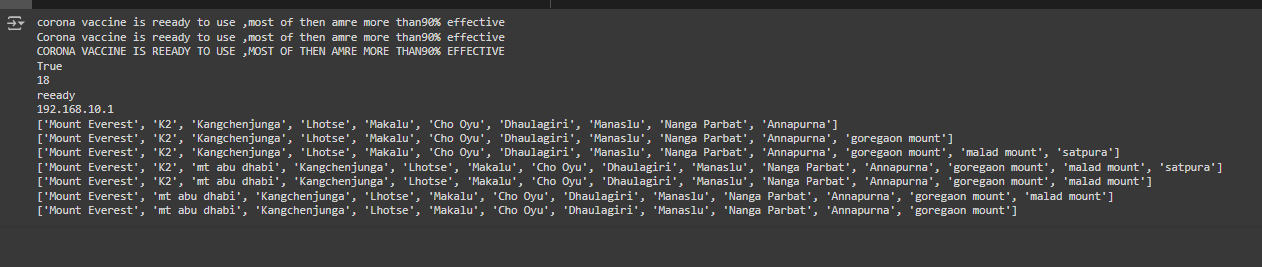 corona vaccine is reeady to use ,most of then amre more than90% effective
Corona vaccine is reeady to use ,most of then amre more than90% effective
CORONA VACCINE IS REEADY TO USE ,MOST OF THEN AMRE MORE THAN90% EFFECTIVE
True
18
reeady
192.168.10.1
['Mount Everest', 'K2', 'Kangchenjunga', 'Lhotse', 'Makalu', 'Cho Oyu', 'Dhaulagiri', 'Manaslu', 'Nanga Parbat', 'Annapurna']
['Mount Everest', 'K2', 'Kangchenjunga', 'Lhotse', 'Makalu', 'Cho Oyu', 'Dhaulagiri', 'Manaslu', 'Nanga Parbat', 'Annapurna', 'goregaon mount']
['Mount Everest', 'K2', 'Kangchenjunga', 'Lhotse', 'Makalu', 'Cho Oyu', 'Dhaulagiri', 'Manaslu', 'Nanga Parbat', 'Annapurna', 'goregaon mount', 'malad mount', 'satpura']
['Mount Everest', 'K2', 'mt abu dhabi', 'Kangchenjunga', 'Lhotse', 'Makalu', 'Cho Oyu', 'Dhaulagiri', 'Manaslu', 'Nanga Parbat', 'Annapurna', 'goregaon mount', 'malad mount', 'satpura']
['Mount Everest', 'K2', 'mt abu dhabi', 'Kangchenjunga', 'Lhotse', 'Makalu', 'Cho Oyu', 'Dhaulagiri', 'Manaslu', 'Nanga Parbat', 'Annapurna', 'goregaon mount', 'malad mount']
['Mount Everest', 'mt abu dhabi', 'Kangchenjunga', 'Lhotse', 'Makalu', 'Cho Oyu', 'Dhaulagiri', 'Manaslu', 'Nanga Parbat', 'Annapurna', 'goregaon mount', 'malad mount']
['Mount Everest', 'mt abu dhabi', 'Kangchenjunga', 'Lhotse', 'Makalu', 'Cho Oyu', 'Dhaulagiri', 'Manaslu', 'Nanga Parbat', 'Annapurna', 'goregaon mount']